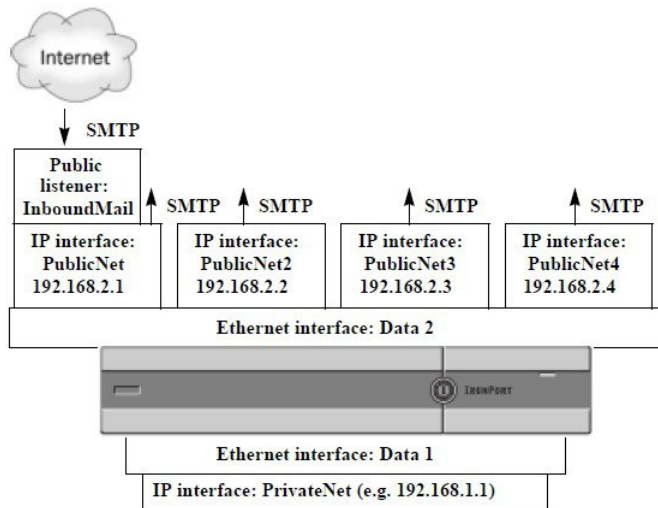 Internet
SMTP
Public
listener:
InboundMail
SMTP
SMTP
SMTP
SMTP
IP interface:
PublicNet
192.168.2.1
IP interface:
PublicNet2
192.168.2.2
IP interface:
PublicNet3
192.168.2.3
IP interface:
PublicNet4
192.168.2.4
Ethernet interface: Data 2
IRONPORT
Ethernet interface: Data 1
IP interface: PrivateNet (e.g. 192.168.1.1)